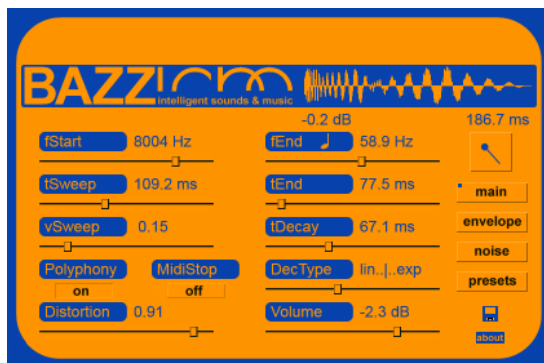 BAZZ ism
intelligent sounds & music
-0.2 dB 186.7 ms
fStart 8004 Hz fEnd 58.9 Hz
tSweep 109.2 ms tEnd 77.5 ms
main
vSweep 0.15 tDecay 67.1 ms
envelope
noise
Polyphony MidiStop DecType lin..|..exp
presets
on off
Distortion 0.91 Volume -2.3 dB
about